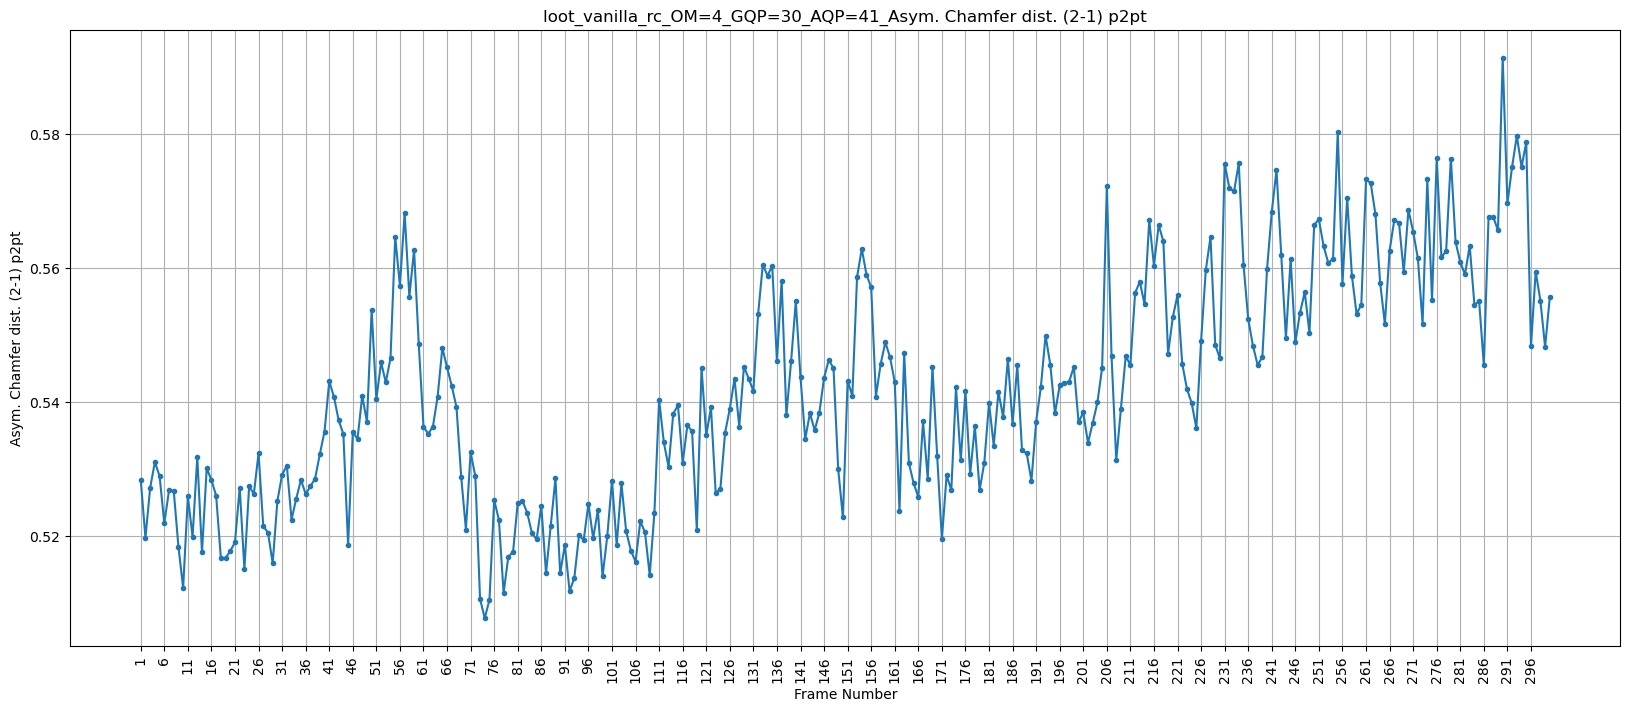 loot_vanilla_rc_OM=4_GQP=30_AQP=41_Asym. Chamfer dist. (2-1) p2pt
Asym. Chamfer dist. (2-1) p2pt
0.58
0.56
0.54
0.52
1 6 11 16 21 26 31 36 41 46 51 56 61 66 71 76 81 86 91 96 101 106 111 116 121 126 131 136 141 146 151 156 161 166 171 176 181 186 191 196 201 206 211 216 221 226 231 236 241 246 251 256 261 266 271 276 281 286 291 296
Frame Number